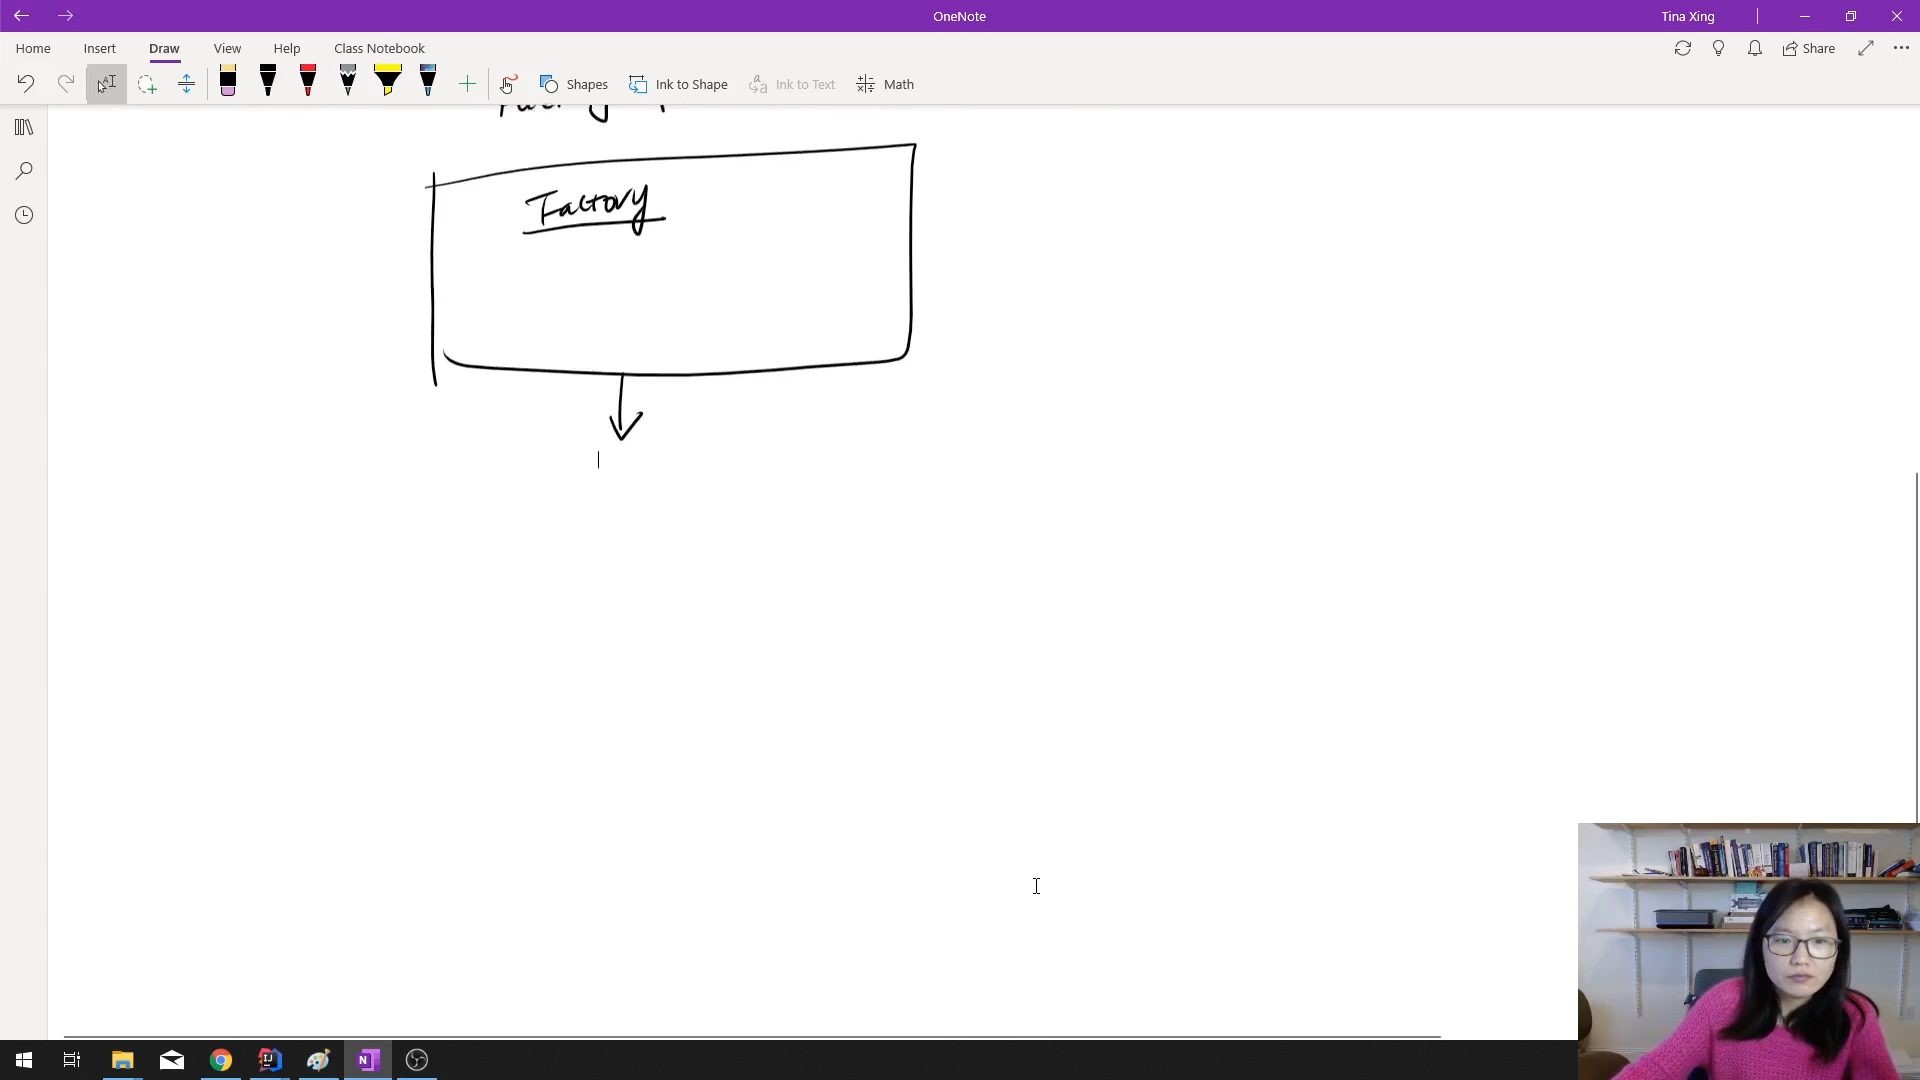 OneNote
Tina Xing
Home Insert Draw View Help Class Notebook
Share
Shapes Ink to Shape Ink to Text Math
Factory